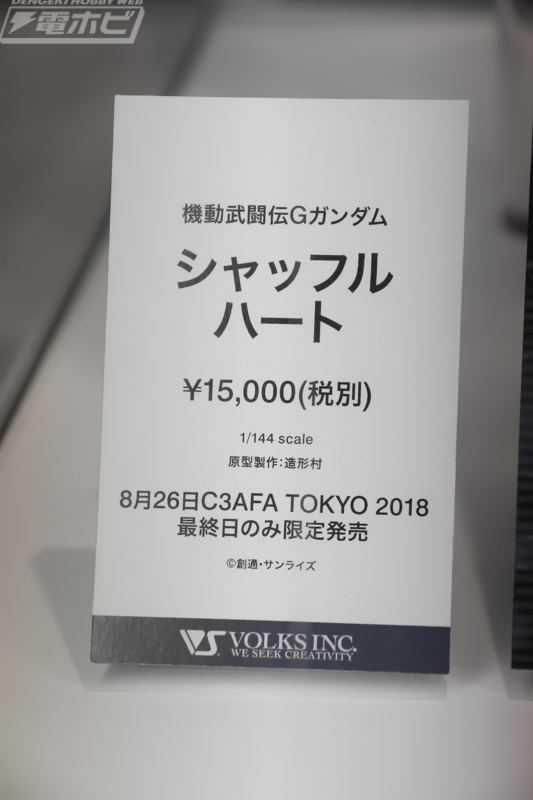 DENGEKI HOBBY WEB
電ホビ
機動武闘伝Gガンダム
シャッフル
ハート
¥15,000(税別)
1/144 scale
原型製作:造形村
8月26日C3AFA TOKYO 2018
最終日のみ限定発売
©創通・サンライズ
VS VOLKS INC.
WE SEEK CREATIVITY